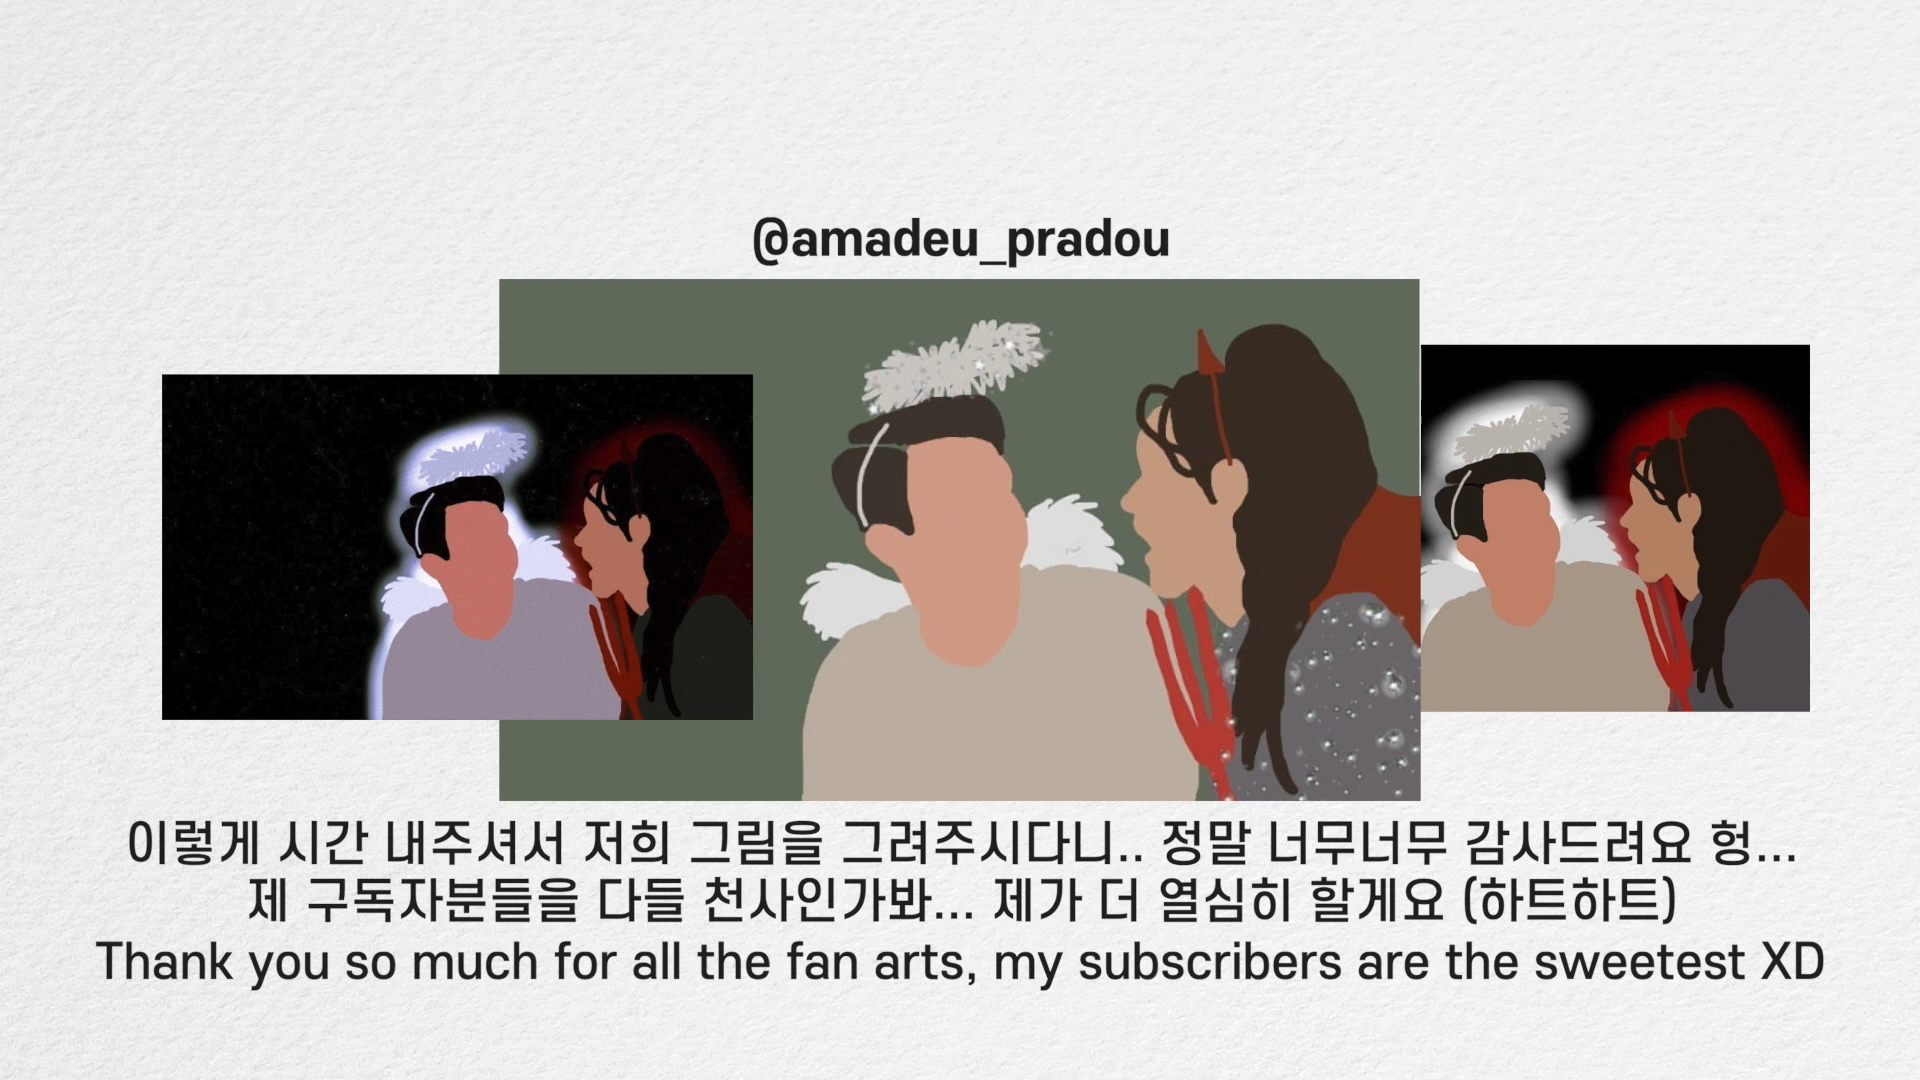 @amadeu_pradou
이렇게 시간 내주셔서 저희 그림을 그려주시다니.. 정말 너무너무 감사드려요 헝...
제 구독자분들을 다들 천사인가봐... 제가 더 열심히 할게요 (하트하트)
Thank you so much for all the fan arts, my subscribers are the sweetest XD